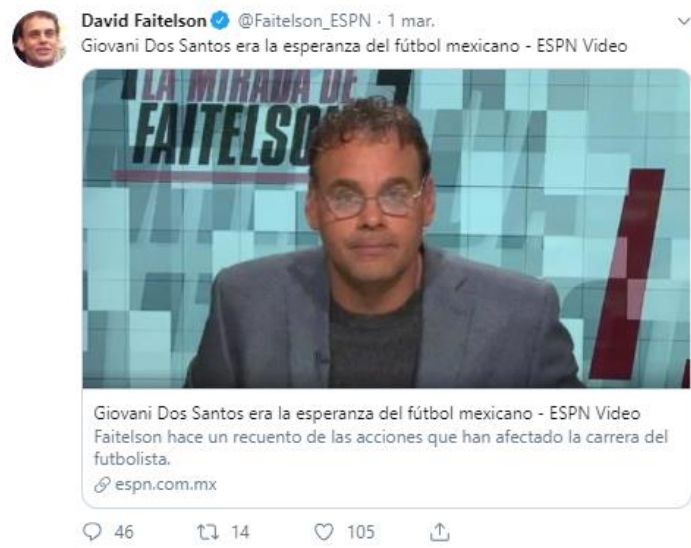 David Faitelson @Faitelson_ESPN · 1 mar.
Giovani Dos Santos era la esperanza del fútbol mexicano - ESPN Video
LA MIRADA DE
FAITELSO
Giovani Dos Santos era la esperanza del fútbol mexicano - ESPN Video
Faitelson hace un recuento de las acciones que han afectado la carrera del
futbolista.
espn.com.mx
46 14 105